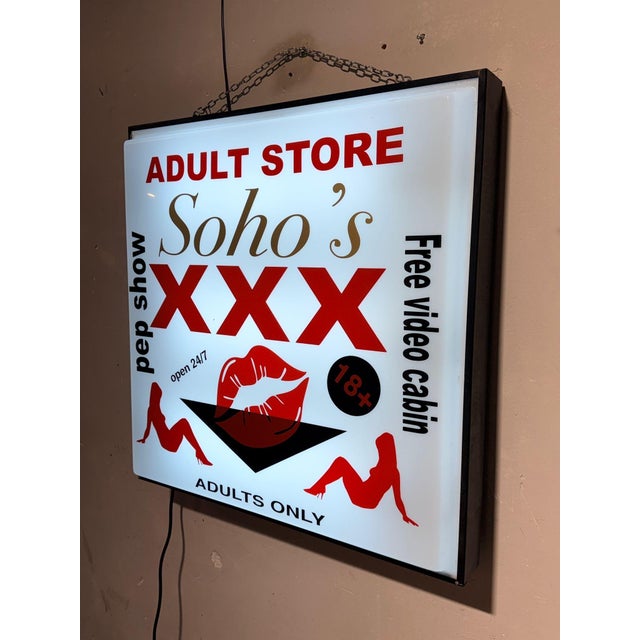 ADULT STORE
Soho's
XXX
pep show
Free video cabin
open 24/7
18+
ADULTS ONLY